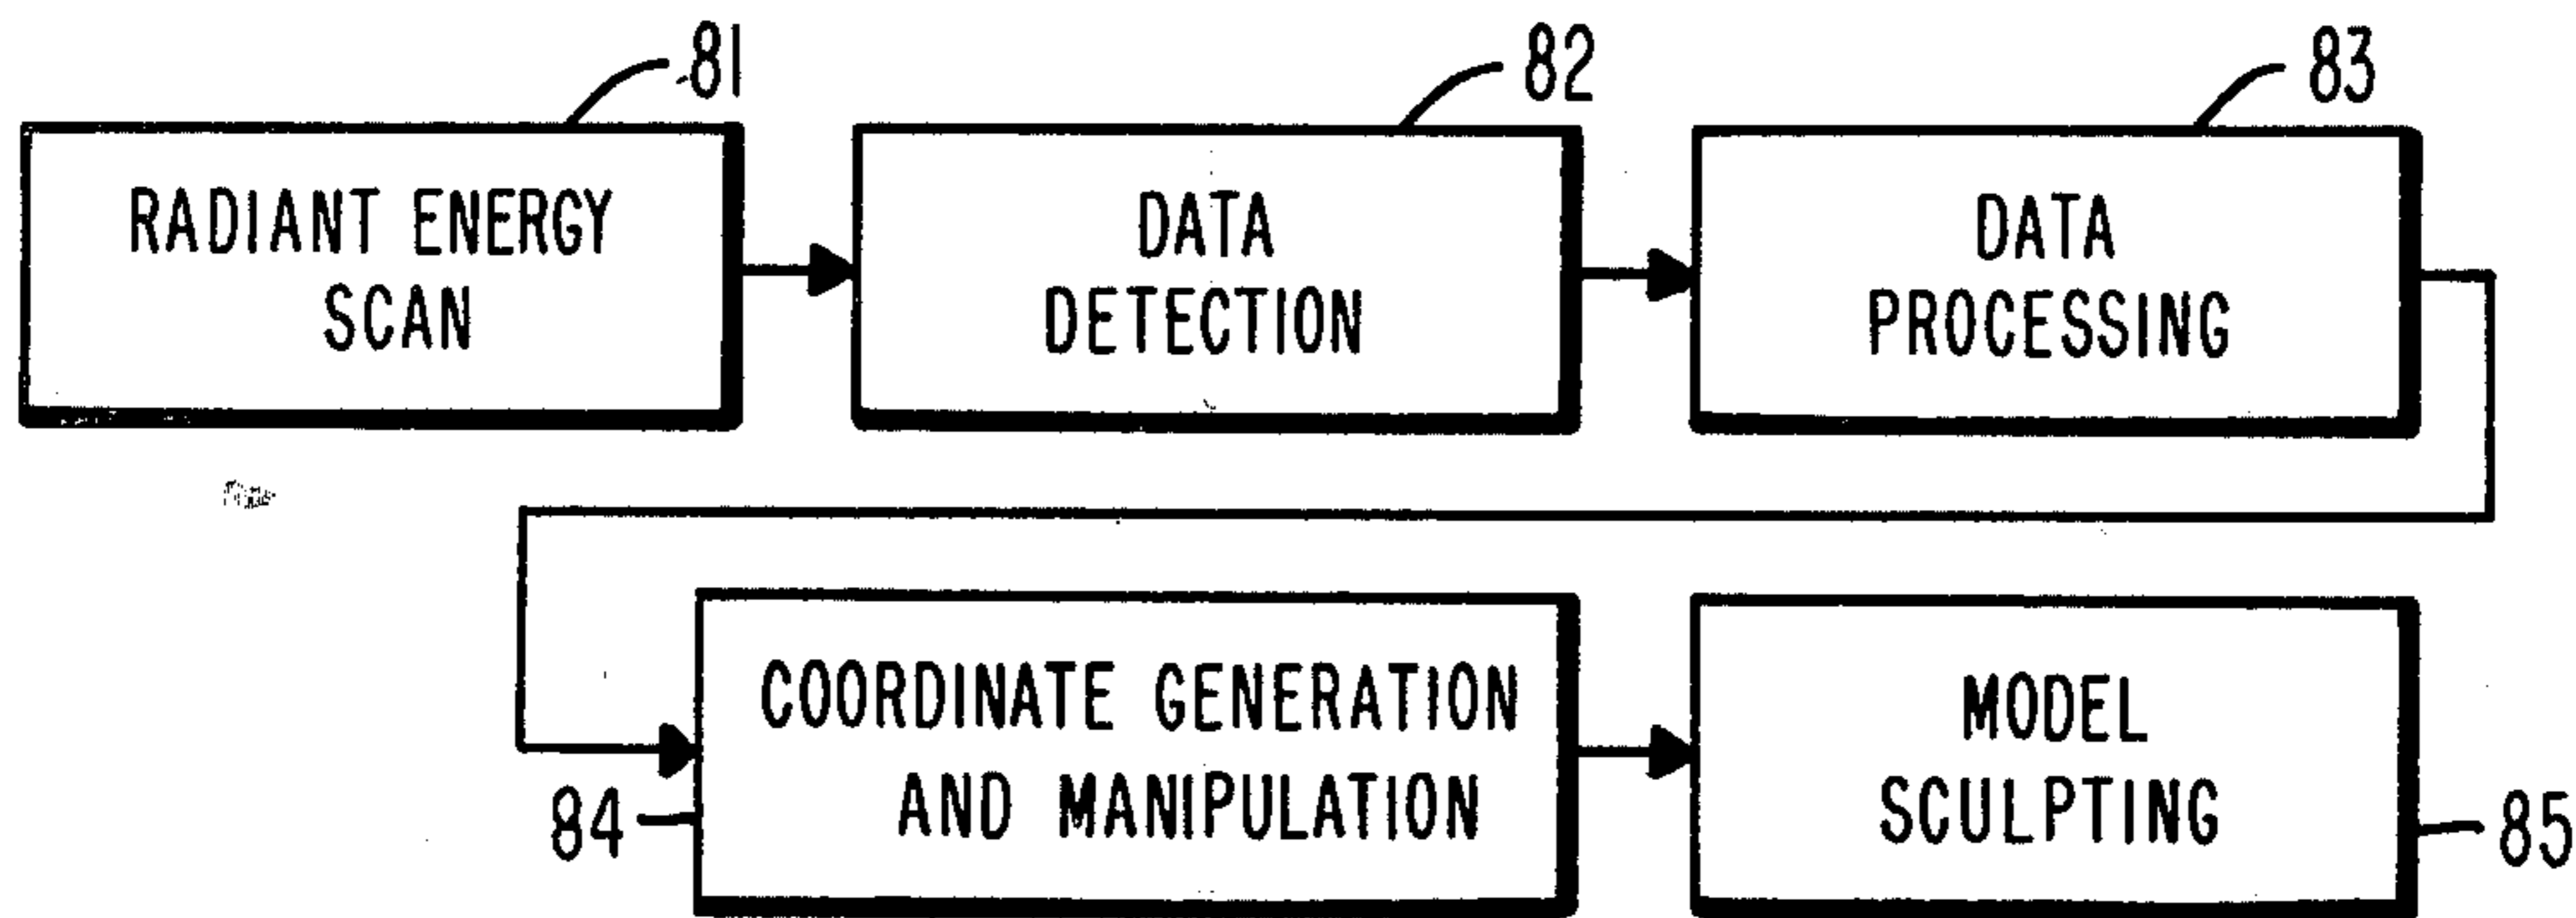 81
82
83
RADIANT ENERGY
SCAN
DATA
DETECTION
DATA
PROCESSING
COORDINATE GENERATION
AND MANIPULATION
84
MODEL
SCULPTING
85